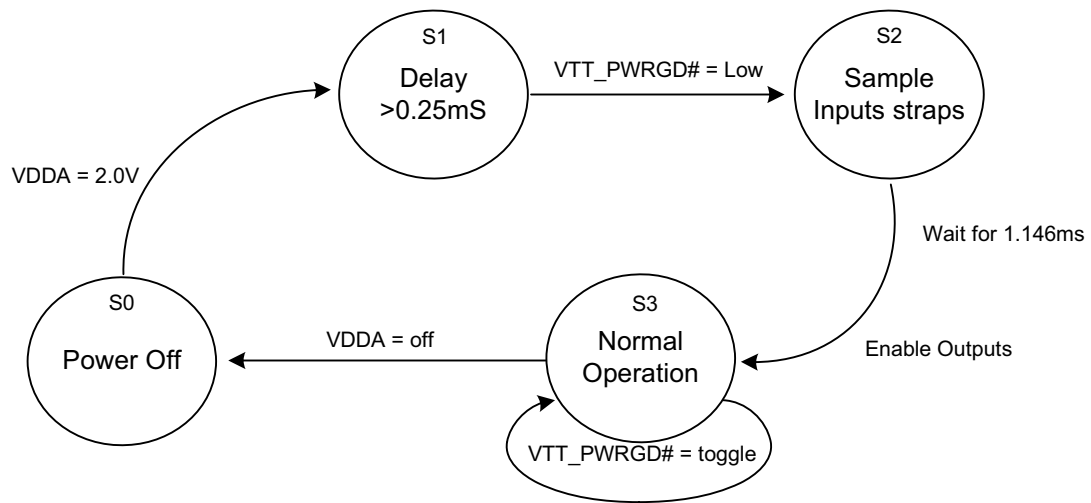 S1
Delay
>0.25mS
VTT_PWRGD# = Low
S2
Sample
Inputs straps
VDDA = 2.0V
Wait for 1.146ms
S0
Power Off
VDDA = off
S3
Normal
Operation
Enable Outputs
VTT_PWRGD# = toggle